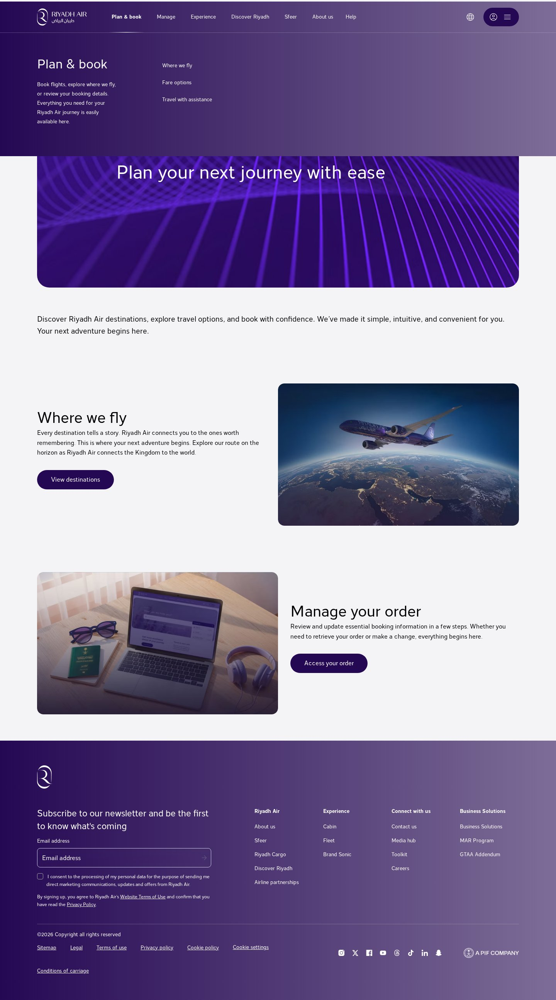 RIYADH AIR
طيران الرياض
Plan & book
Manage
Experience
Discover Riyadh
Sfeer
About us
Help
Plan & book
Book flights, explore where we fly,
or review your booking details.
Everything you need for your
Riyadh Air journey is easily
available here.
Where we fly
Fare options
Travel with assistance
Plan your next journey with ease
Discover Riyadh Air destinations, explore travel options, and book with confidence. We’ve made it simple, intuitive, and convenient for you.
Your next adventure begins here.
Where we fly
Every destination tells a story. Riyadh Air connects you to the ones worth
remembering. This is where your next adventure begins. Explore our route on the
horizon as Riyadh Air connects the Kingdom to the world.
View destinations
RIYADH AIR
طيران الرياض
How can we help you?
Manage your order
Review and update essential booking information in a few steps. Whether you
need to retrieve your order or make a change, everything begins here.
Access your order
Subscribe to our newsletter and be the first
to know what's coming
Email address
Email address
I consent to the processing of my personal data for the purpose of sending me
direct marketing communications, updates and offers from Riyadh Air.
By signing up, you agree to Riyadh Air's Website Terms of Use and confirm that you
have read the Privacy Policy.
Riyadh Air
About us
Sfeer
Riyadh Cargo
Discover Riyadh
Airline partnerships
Experience
Cabin
Fleet
Brand Sonic
Connect with us
Contact us
Media hub
Toolkit
Careers
Business Solutions
Business Solutions
MAR Program
GTAA Addendum
©2026 Copyright all rights reserved
Sitemap
Legal
Terms of use
Privacy policy
Cookie policy
Cookie settings
Conditions of carriage
A PIF COMPANY